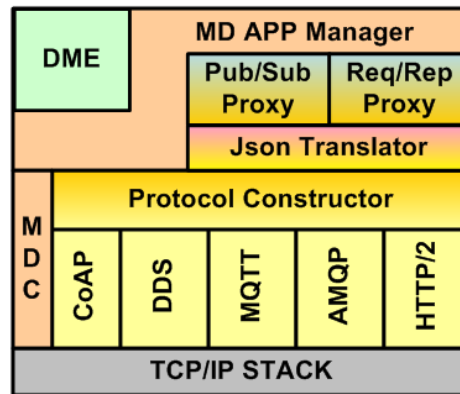 MD APP Manager
DME
Pub/Sub
Proxy
Req/Rep
Proxy
Json Translator
Protocol Constructor
MDC
CoAP
DDS
MQTT
AMQP
HTTP/2
TCP/IP STACK